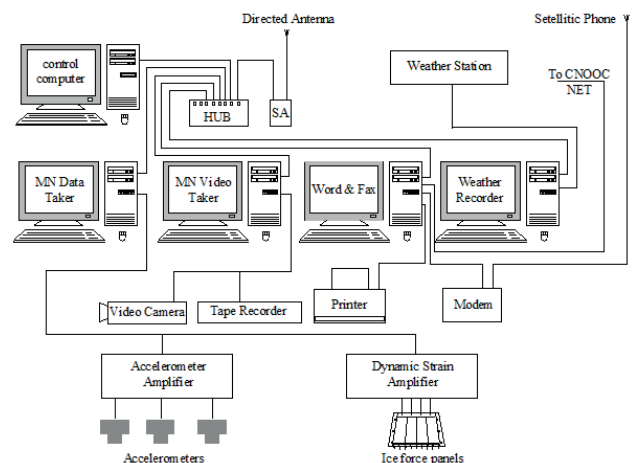 Directed Antenna
Setellitic Phone
control
computer
HUB
SA
Weather Station
To CNOOC
NET
MN Data
Taker
MN Video
Taker
Word & Fax
Weather
Recorder
Video Camera
Tape Recorder
Printer
Modem
Accelerometer
Amplifier
Dynamic Strain
Amplifier
Accelerometers
Ice force panels